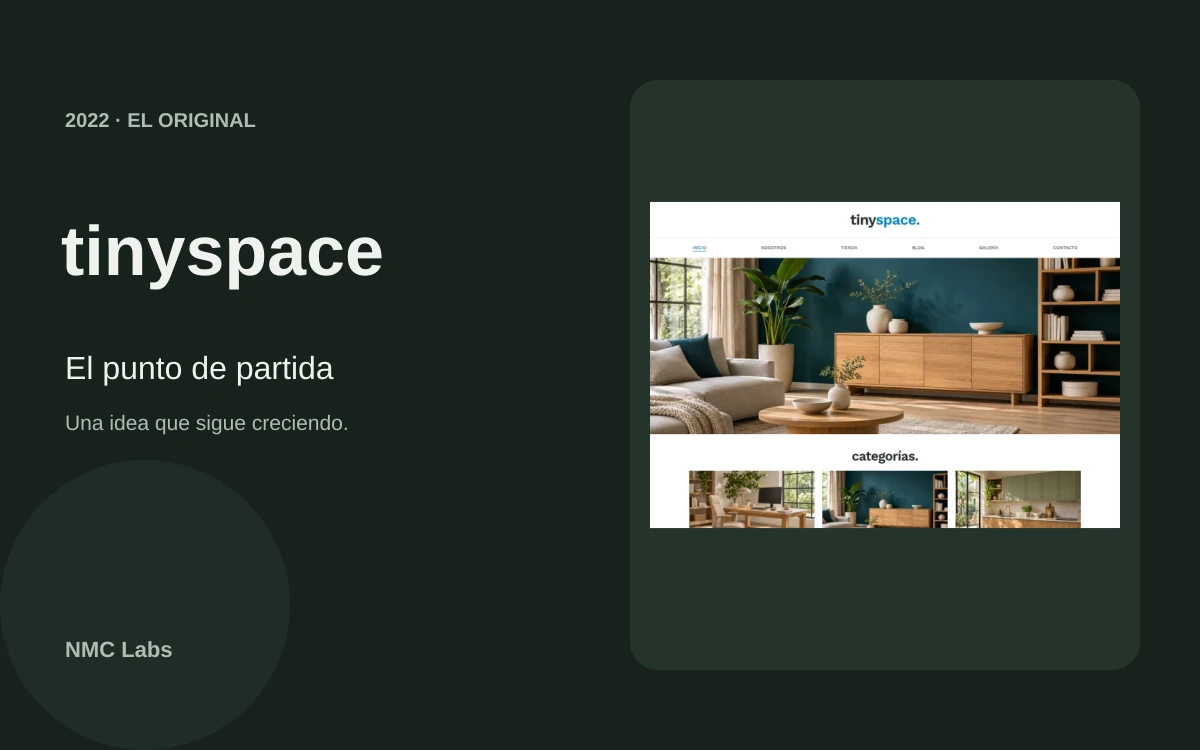 2022 · EL ORIGINAL
tinyspace
El punto de partida
Una idea que sigue creciendo.
NMC Labs
tinyspace.
INICIO NOSOTROS TIENDA BLOG GALERÍA CONTACTO
categorías.